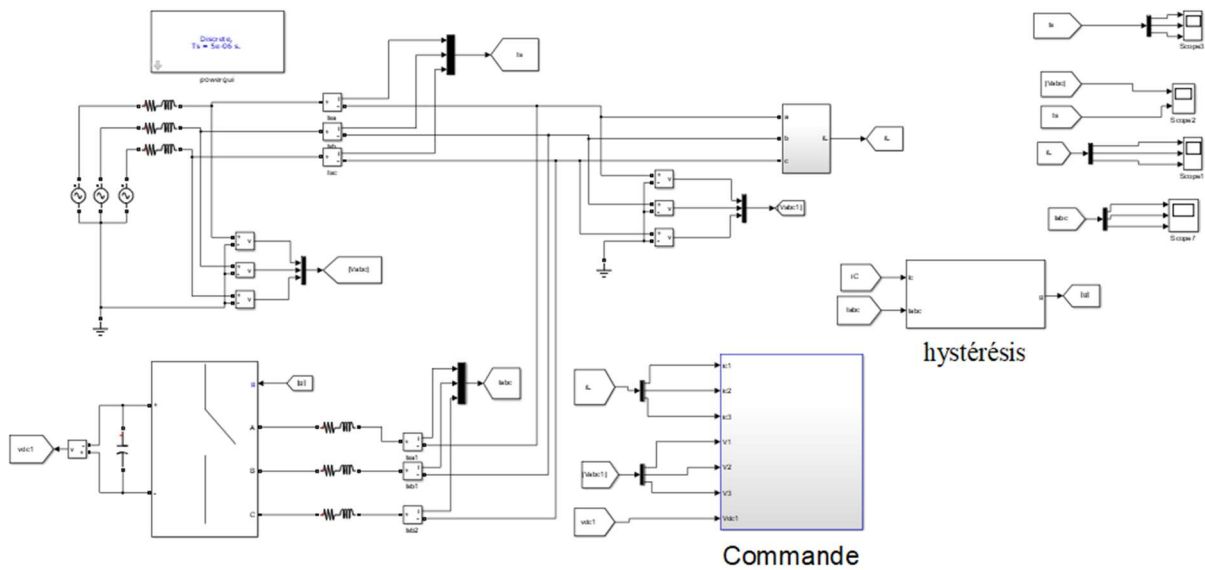 Discrete,
Ts = 5e-06 s.
powergui
Is
Isa
Isb
Isc
[Vabc]
a
b
c
iL
iL
[Vabc1]
Is
Scope3
[Vabc]
Is
Scope2
iL
Scope1
Iabc
Scope7
iC
Iabc
ic
Iabc
g
[g]
hystérésis
vdc1
v
+
-
g
A
B
C
[g]
Iabc
Isa1
Isb1
Isb2
iL
[Vabc1]
vdc1
ic1
ic2
ic3
V1
V2
V3
Vdc1
Commande